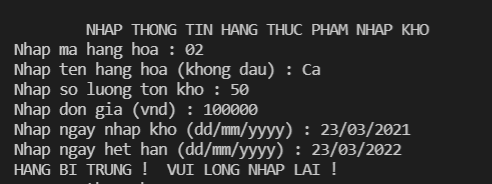 NHAP THONG TIN HANG THUC PHAM NHAP KHO
Nhap ma hang hoa : 02
Nhap ten hang hoa (khong dau) : Ca
Nhap so luong ton kho : 50
Nhap don gia (vnd) : 100000
Nhap ngay nhap kho (dd/mm/yyyy) : 23/03/2021
Nhap ngay het han (dd/mm/yyyy) : 23/03/2022
HANG BI TRUNG !  VUI LONG NHAP LAI !